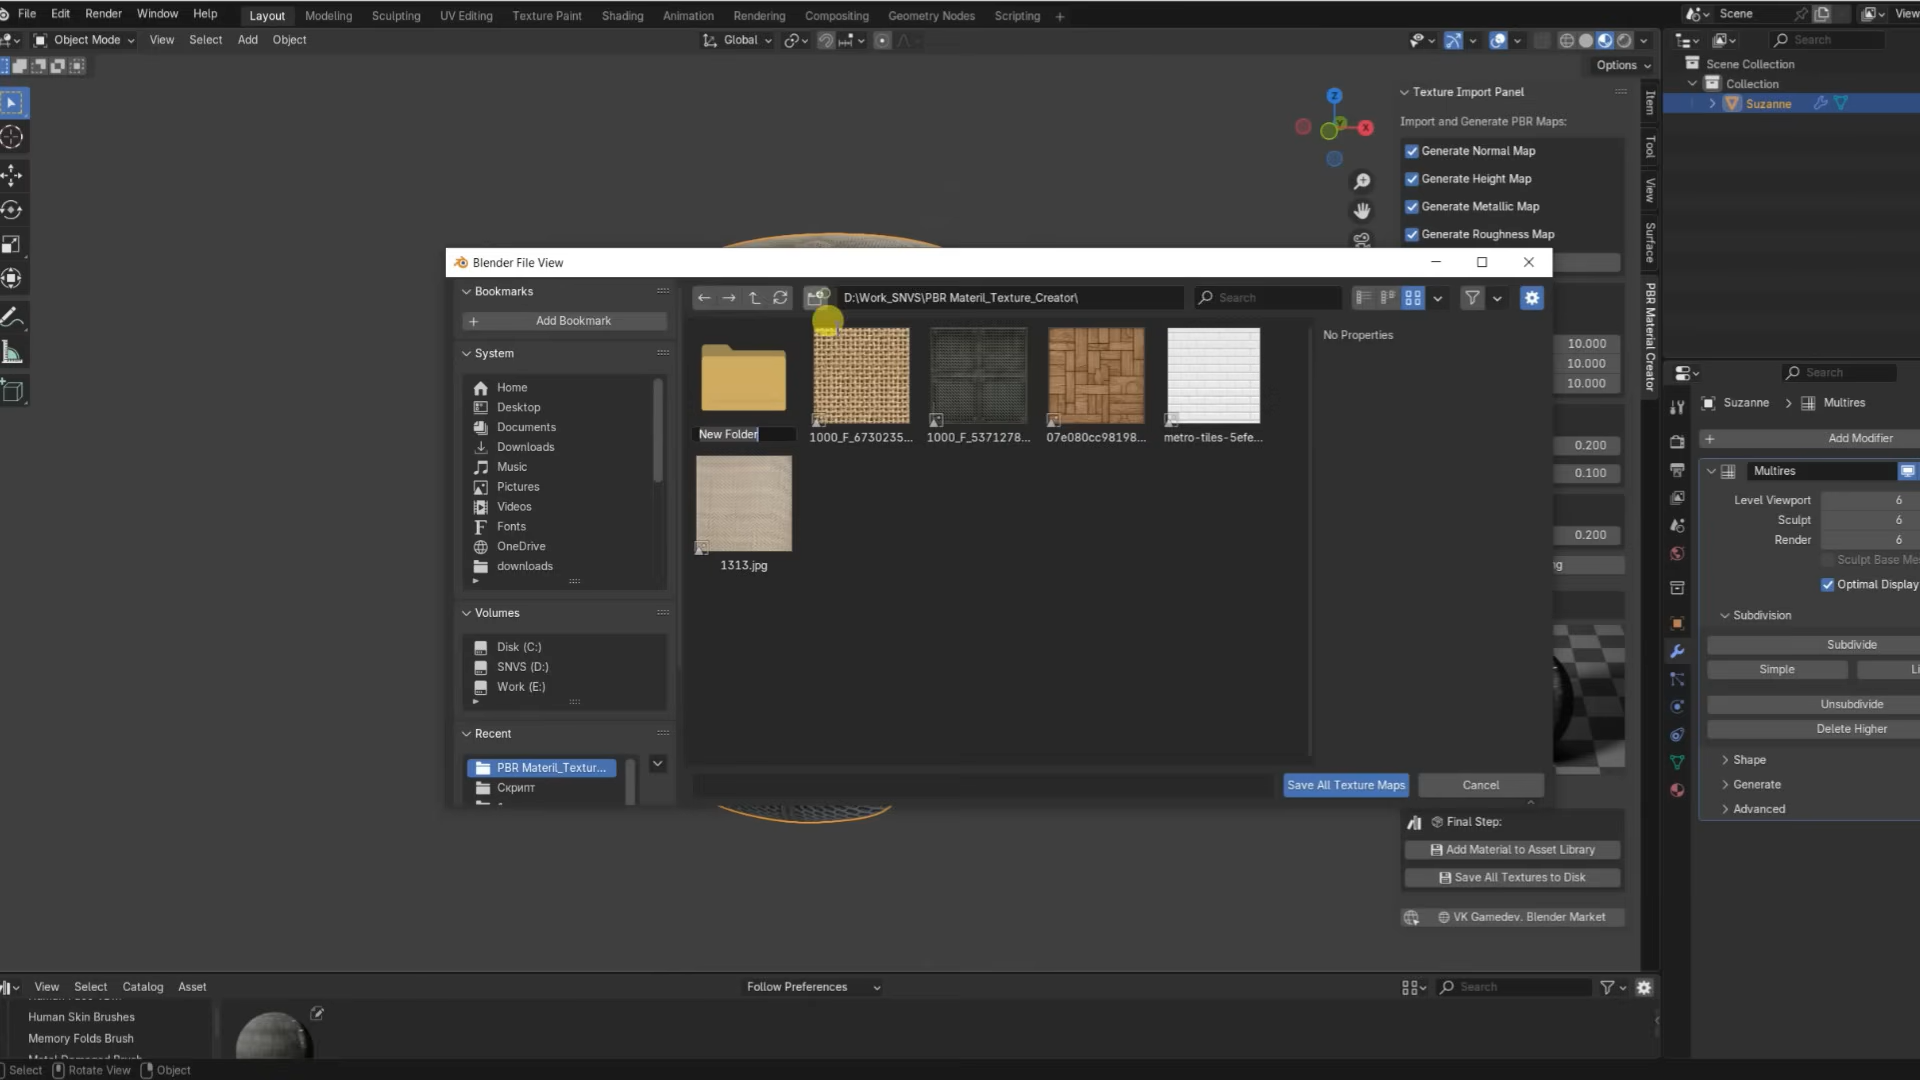 File Edit Render Window Help Layout Modeling Sculpting UV Editing Texture Paint Shading Animation Rendering Compositing Geometry Nodes Scripting + Scene View
Object Mode View Select Add Object Global Search
Options
Scene Collection
Collection
Suzanne
Texture Import Panel
Import and Generate PBR Maps:
Generate Normal Map
Generate Height Map
Generate Metallic Map
Generate Roughness Map
Z
Y
X
Item
Tool
View
Surface
PBR Material Creator
Blender File View
Bookmarks
Add Bookmark
System
Home
Desktop
Documents
Downloads
Music
Pictures
Videos
Fonts
OneDrive
downloads
Volumes
Disk (C:)
SNVS (D:)
Work (E:)
Recent
PBR Materil_Textur...
Скрипт
D:\Work_SNVS\PBR Materil_Texture_Creator\
Search
New Folder
1000_F_6730235...
1000_F_5371278...
07e080cc98198...
metro-tiles-5efe...
1313.jpg
No Properties
Save All Texture Maps
Cancel
10.000
10.000
10.000
0.200
0.100
0.200
ng
Final Step:
Add Material to Asset Library
Save All Textures to Disk
VK Gamedev. Blender Market
Search
Suzanne > Multires
Add Modifier
Multires
Level Viewport 6
Sculpt 6
Render 6
Sculpt Base Me
Optimal Display
Subdivision
Subdivide
Simple Li
Unsubdivide
Delete Higher
Shape
Generate
Advanced
View Select Catalog Asset Follow Preferences Search
Human Skin Brushes
Memory Folds Brush
Select Rotate View Object